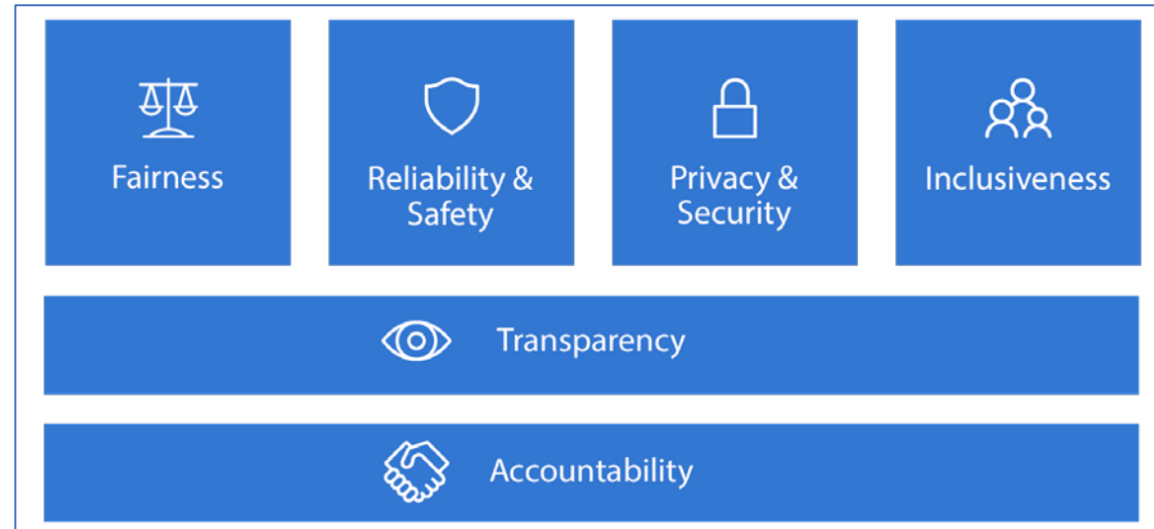 Fairness
Reliability &
Safety
Privacy &
Security
Inclusiveness
Transparency
Accountability